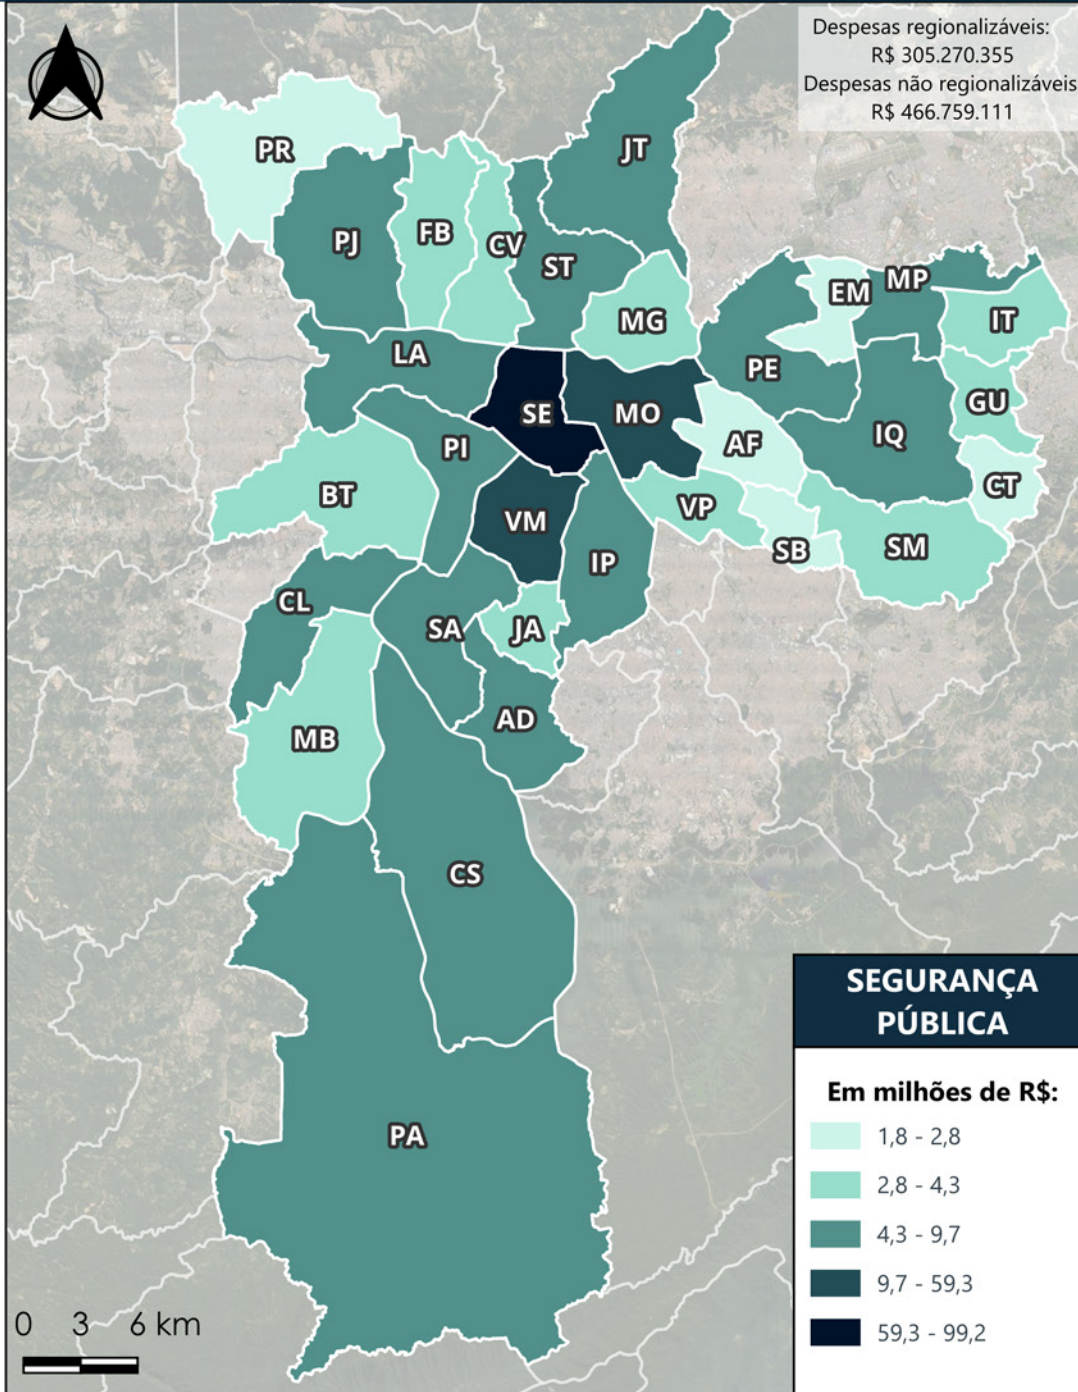 Despesas regionalizáveis:
R$ 305.270.355
Despesas não regionalizáveis
R$ 466.759.111
JT
PR
PJ
FB
CV
ST
EM
MP
MG
IT
LA
PE
GU
SE
MO
IQ
AF
PI
CT
BT
VP
VM
SB
SM
IP
CL
SA
JA
AD
MB
CS
PA
SEGURANÇA
PÚBLICA
Em milhões de R$:
1,8 - 2,8
2,8 - 4,3
4,3 - 9,7
9,7 - 59,3
59,3 - 99,2
0 3 6 km